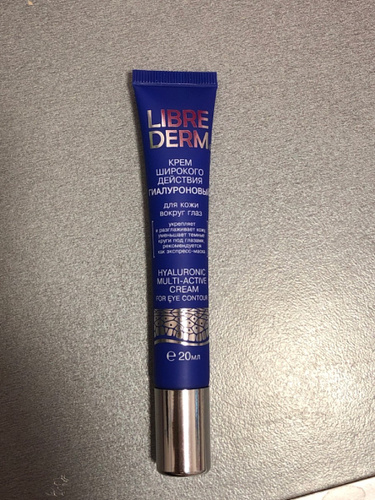 LIBRE
DERM
КРЕМ
ШИРОКОГО
ДЕЙСТВИЯ
ГИАЛУРОНОВЫЙ
для кожи
вокруг глаз
укрепляет
и разглаживает кожу,
уменьшает темные
круги под глазами,
рекомендуется
как экспресс-маска
HYALURONIC
MULTI-ACTIVE
CREAM
FOR EYE CONTOUR
℮ 20мл